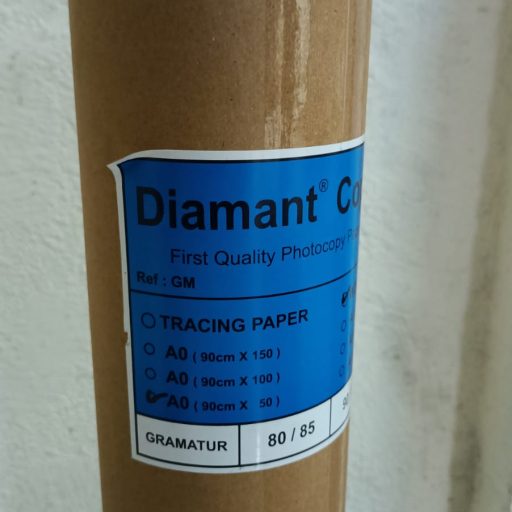 Diamant®
First Quality Photocopy
Ref : GM
TRACING PAPER
A0 ( 90cm X 150 )
A0 ( 90cm X 100 )
A0 ( 90cm X 50 )
GRAMATUR 80 / 85